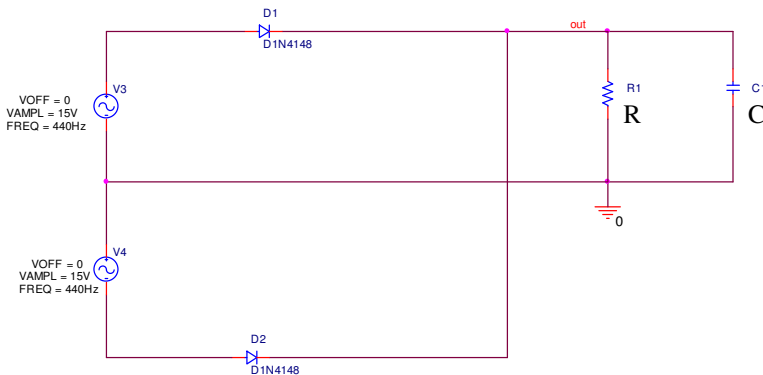 D1
D1N4148
out
V3
VOFF = 0
VAMPL = 15V
FREQ = 440Hz
R1
R
C1
C
0
V4
VOFF = 0
VAMPL = 15V
FREQ = 440Hz
D2
D1N4148